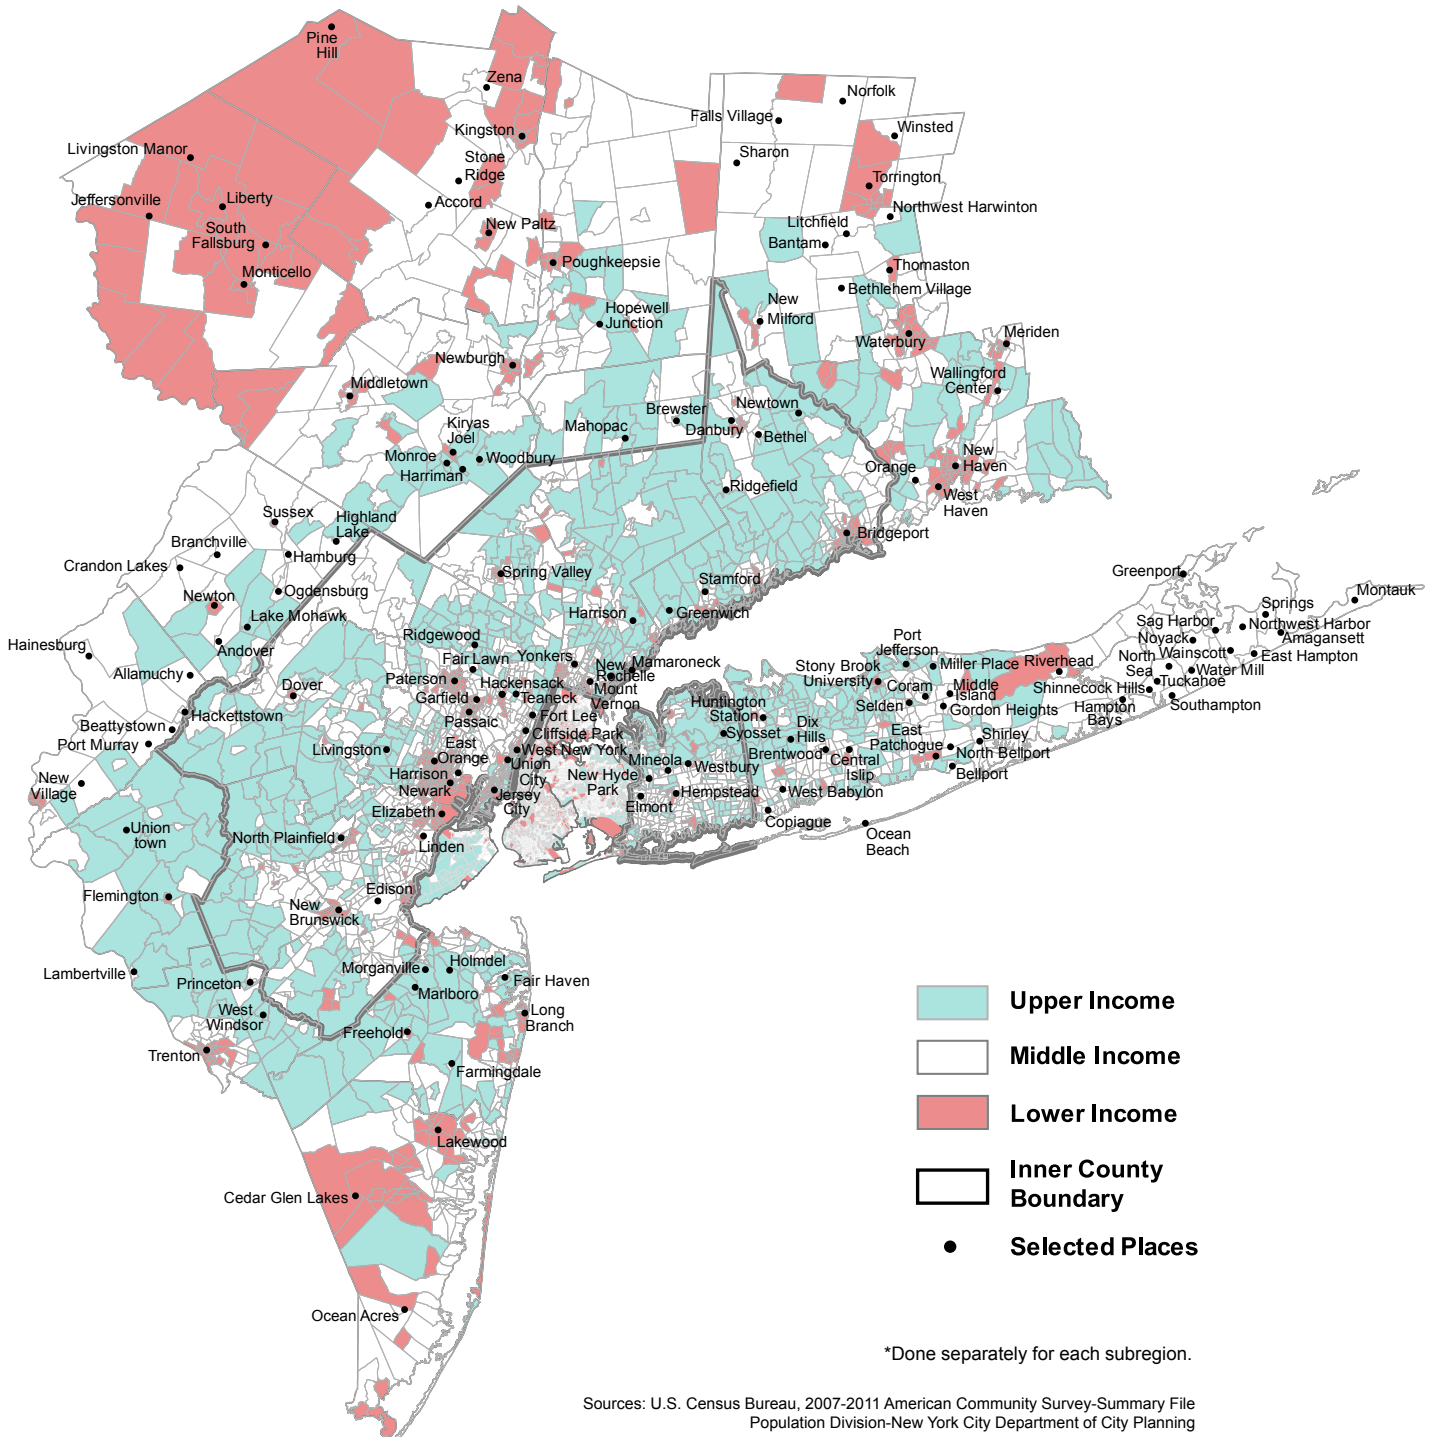 Pine
Hill
Zena
Norfolk
Falls Village
Winsted
Kingston
Livingston Manor
Stone
Ridge
Sharon
Torrington
Jeffersonville
Liberty
Accord
Northwest Harwinton
South
Fallsburg
New Paltz
Litchfield
Bantam
Monticello
Poughkeepsie
Thomaston
Bethlehem Village
Hopewell
Junction
New
Milford
Waterbury
Meriden
Newburgh
Wallingford
Center
Middletown
Kiryas
Joel
Mahopac
Brewster
Danbury
Newtown
Bethel
Monroe
Harriman
Woodbury
Orange
New
Haven
Ridgefield
West
Haven
Sussex
Highland
Lake
Bridgeport
Branchville
Hamburg
Crandon Lakes
Spring Valley
Stamford
Greenport
Newton
Ogdensburg
Montauk
Lake Mohawk
Harrison
Greenwich
Springs
Sag Harbor
Northwest Harbor
Hainesburg
Andover
Ridgewood
Port
Jefferson
Noyack
Amagansett
Fair Lawn
Yonkers
New
Rochelle
Mamaroneck
Stony Brook
University
Miller Place
Riverhead
North
Sea
Wainscott
East Hampton
Allamuchy
Paterson
Hackensack
Water Mill
Dover
Garfield
Teaneck
Mount
Vernon
Huntington
Station
Coram
Middle
Island
Shinnecock Hills
Tuckahoe
Hackettstown
Passaic
Fort Lee
Selden
Gordon Heights
Hampton
Bays
Southampton
Beattystown
Cliffside Park
Syosset
Dix
Hills
East
Patchogue
Shirley
Port Murray
Livingston
East
Orange
West New York
Mineola
Westbury
Brentwood
Central
Islip
North Bellport
New
Village
Harrison
Union
City
New Hyde
Park
Bellport
Newark
Jersey
City
Elmont
Hempstead
West Babylon
Elizabeth
Copiague
Union
town
North Plainfield
Linden
Ocean
Beach
Flemington
Edison
New
Brunswick
Lambertville
Princeton
Morganville
Holmdel
Fair Haven
Marlboro
Upper Income
West
Windsor
Long
Branch
Freehold
Trenton
Middle Income
Farmingdale
Lower Income
Lakewood
Inner County
Boundary
Cedar Glen Lakes
Selected Places
Ocean Acres
*Done separately for each subregion.
Sources: U.S. Census Bureau, 2007-2011 American Community Survey-Summary File
Population Division-New York City Department of City Planning